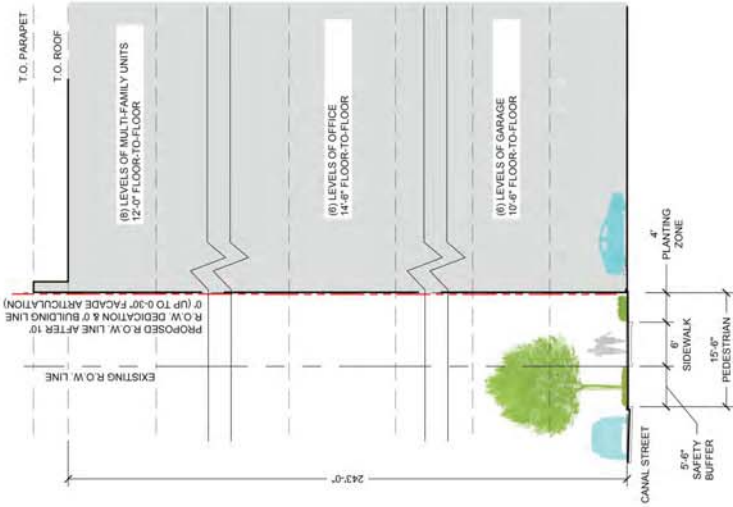 T.O. PARAPET
T.O. ROOF
(8) LEVELS OF MULTI-FAMILY UNITS
12'-0" FLOOR-TO-FLOOR
(6) LEVELS OF OFFICE
14'-6" FLOOR-TO-FLOOR
(6) LEVELS OF GARAGE
10'-6" FLOOR-TO-FLOOR
PROPOSED R.O.W. LINE AFTER 10'
R.O.W. DEDICATION & 0' BUILDING LINE
0' (UP TO 0-30" FACADE ARTICULATION)
EXISTING R.O.W. LINE
243'-0"
CANAL STREET
5'-6"
SAFETY
BUFFER
6'
SIDEWALK
15'-6"
PEDESTRIAN
4'
PLANTING
ZONE